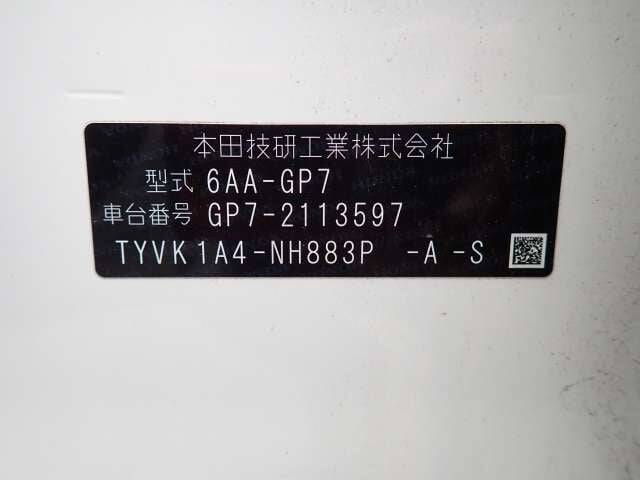 本田技研工業株式会社
型式 6AA-GP7
車台番号 GP7-2113597
TYVK1A4-NH883P -A -S